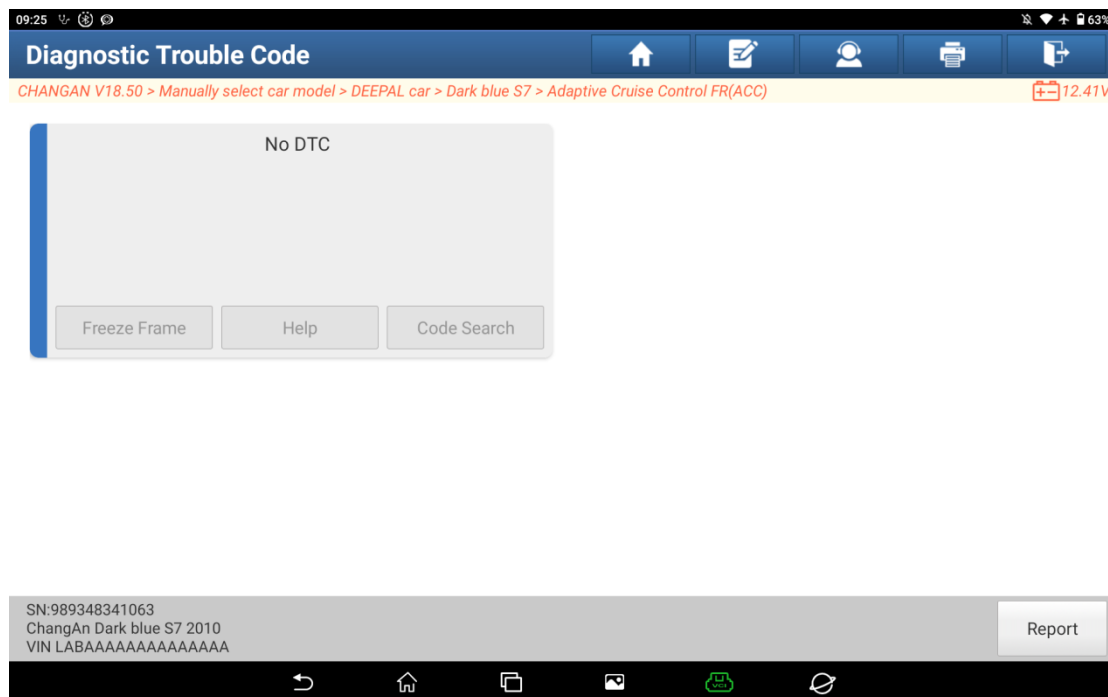 09:25
63%
Diagnostic Trouble Code
CHANGAN V18.50 > Manually select car model > DEEPAL car > Dark blue S7 > Adaptive Cruise Control FR(ACC)
12.41V
No DTC
Freeze Frame
Help
Code Search
SN:989348341063
ChangAn Dark blue S7 2010
VIN LABAAAAAAAAAAAAAA
Report
VCI